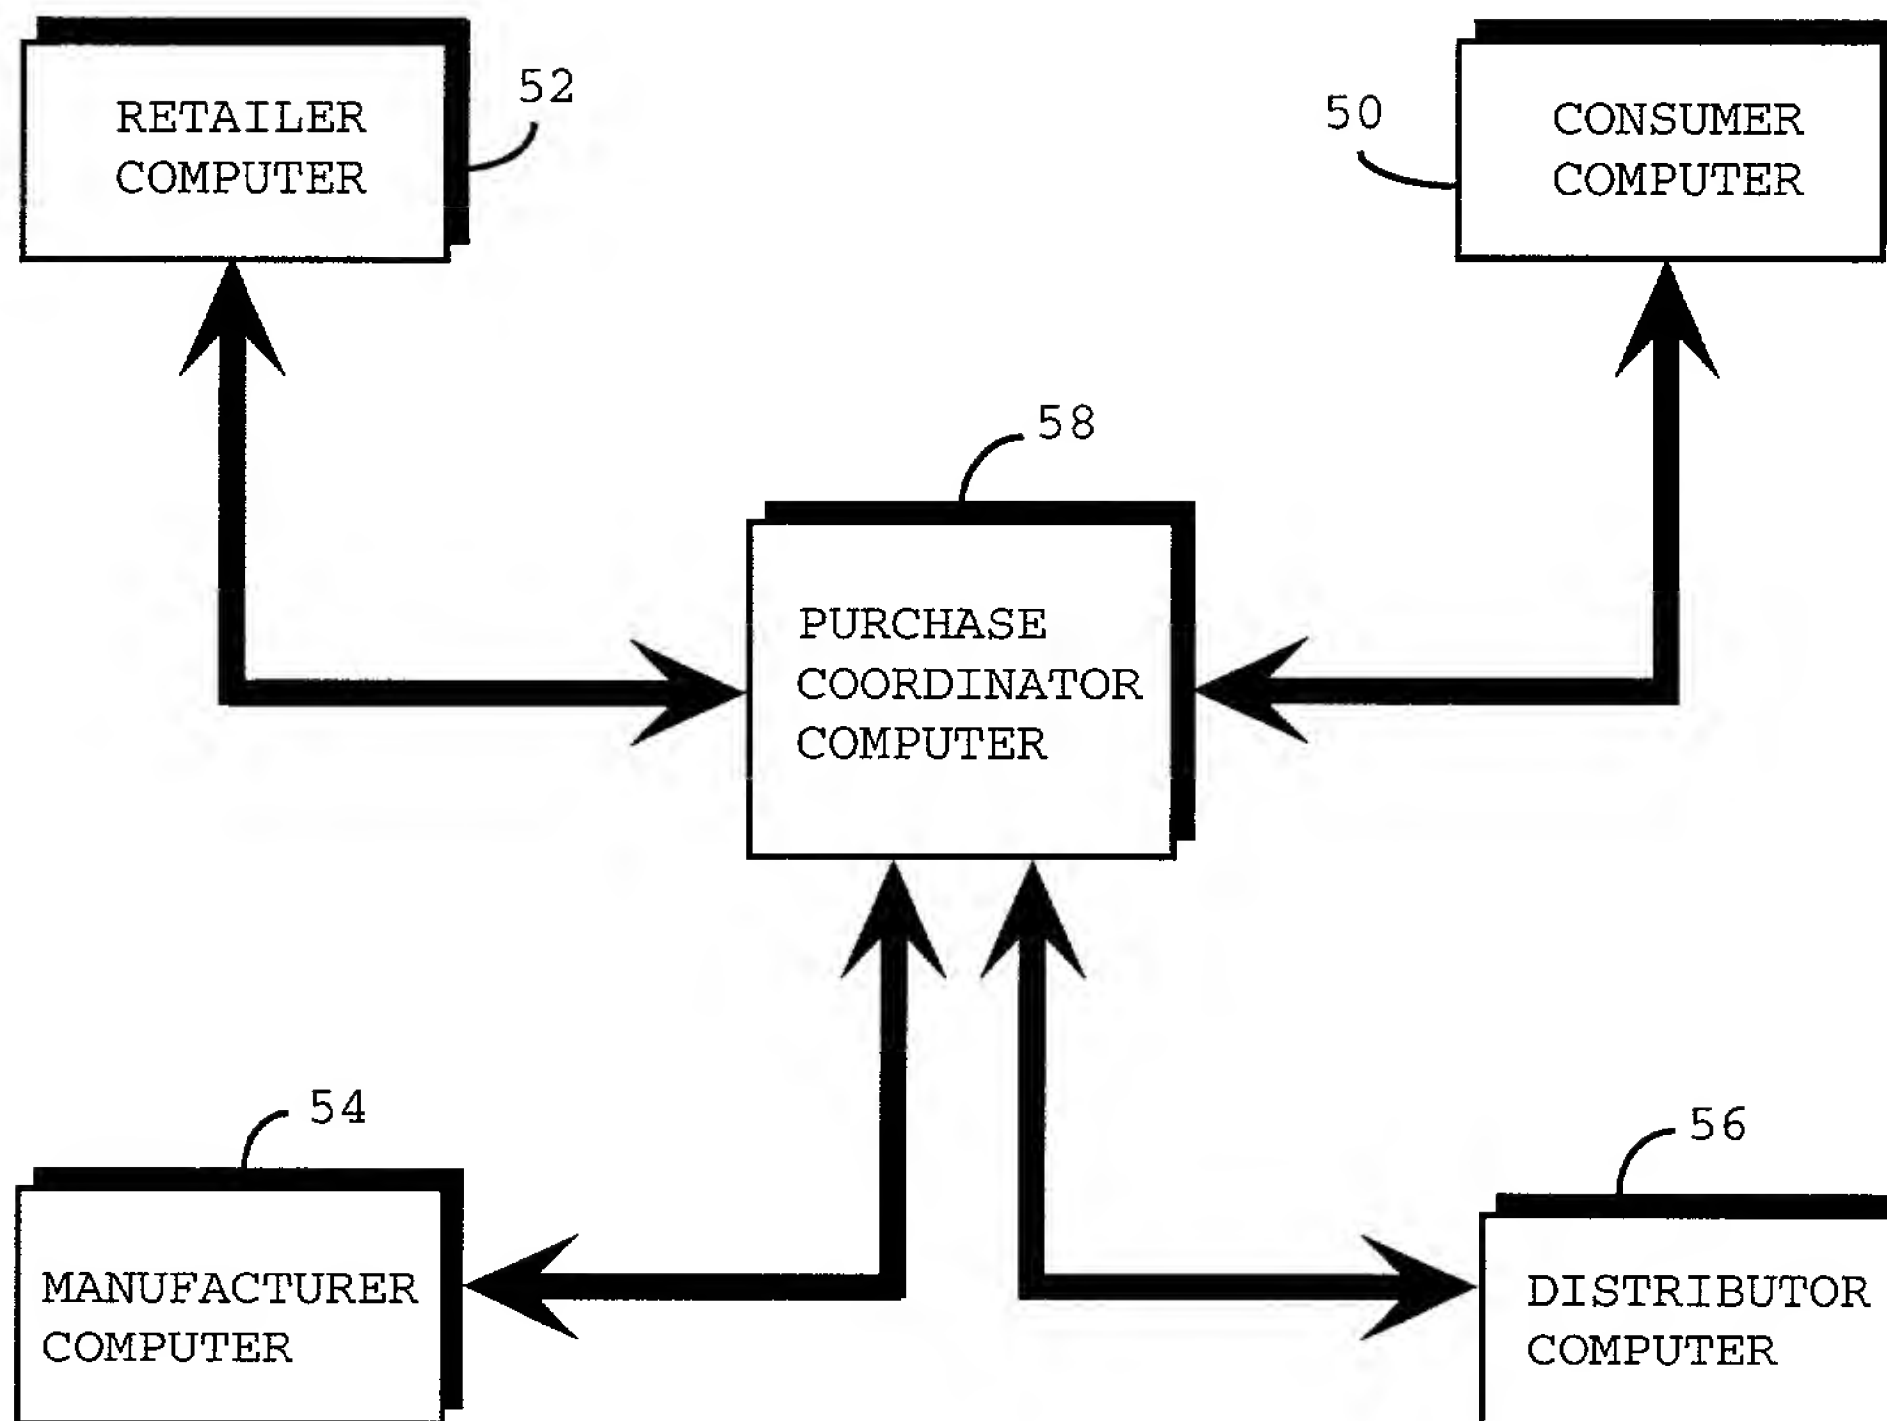 RETAILER
COMPUTER
52
50
CONSUMER
COMPUTER
58
PURCHASE
COORDINATOR
COMPUTER
54
MANUFACTURER
COMPUTER
56
DISTRIBUTOR
COMPUTER